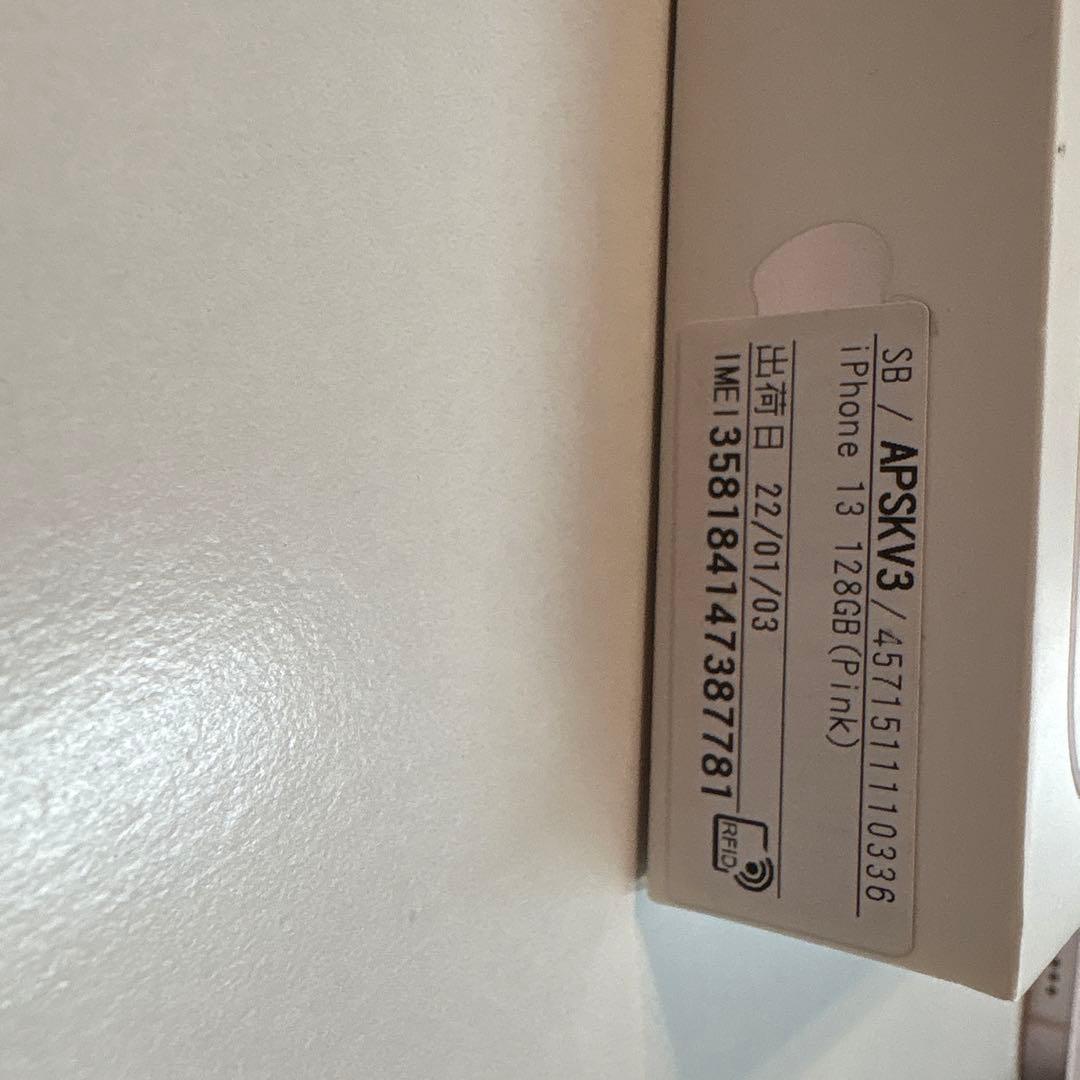 SB / APSKV3 / 4571511110336
iPhone 13 128GB(Pink)
出荷日 22/01/03
IMEI 358184147387781
RFID